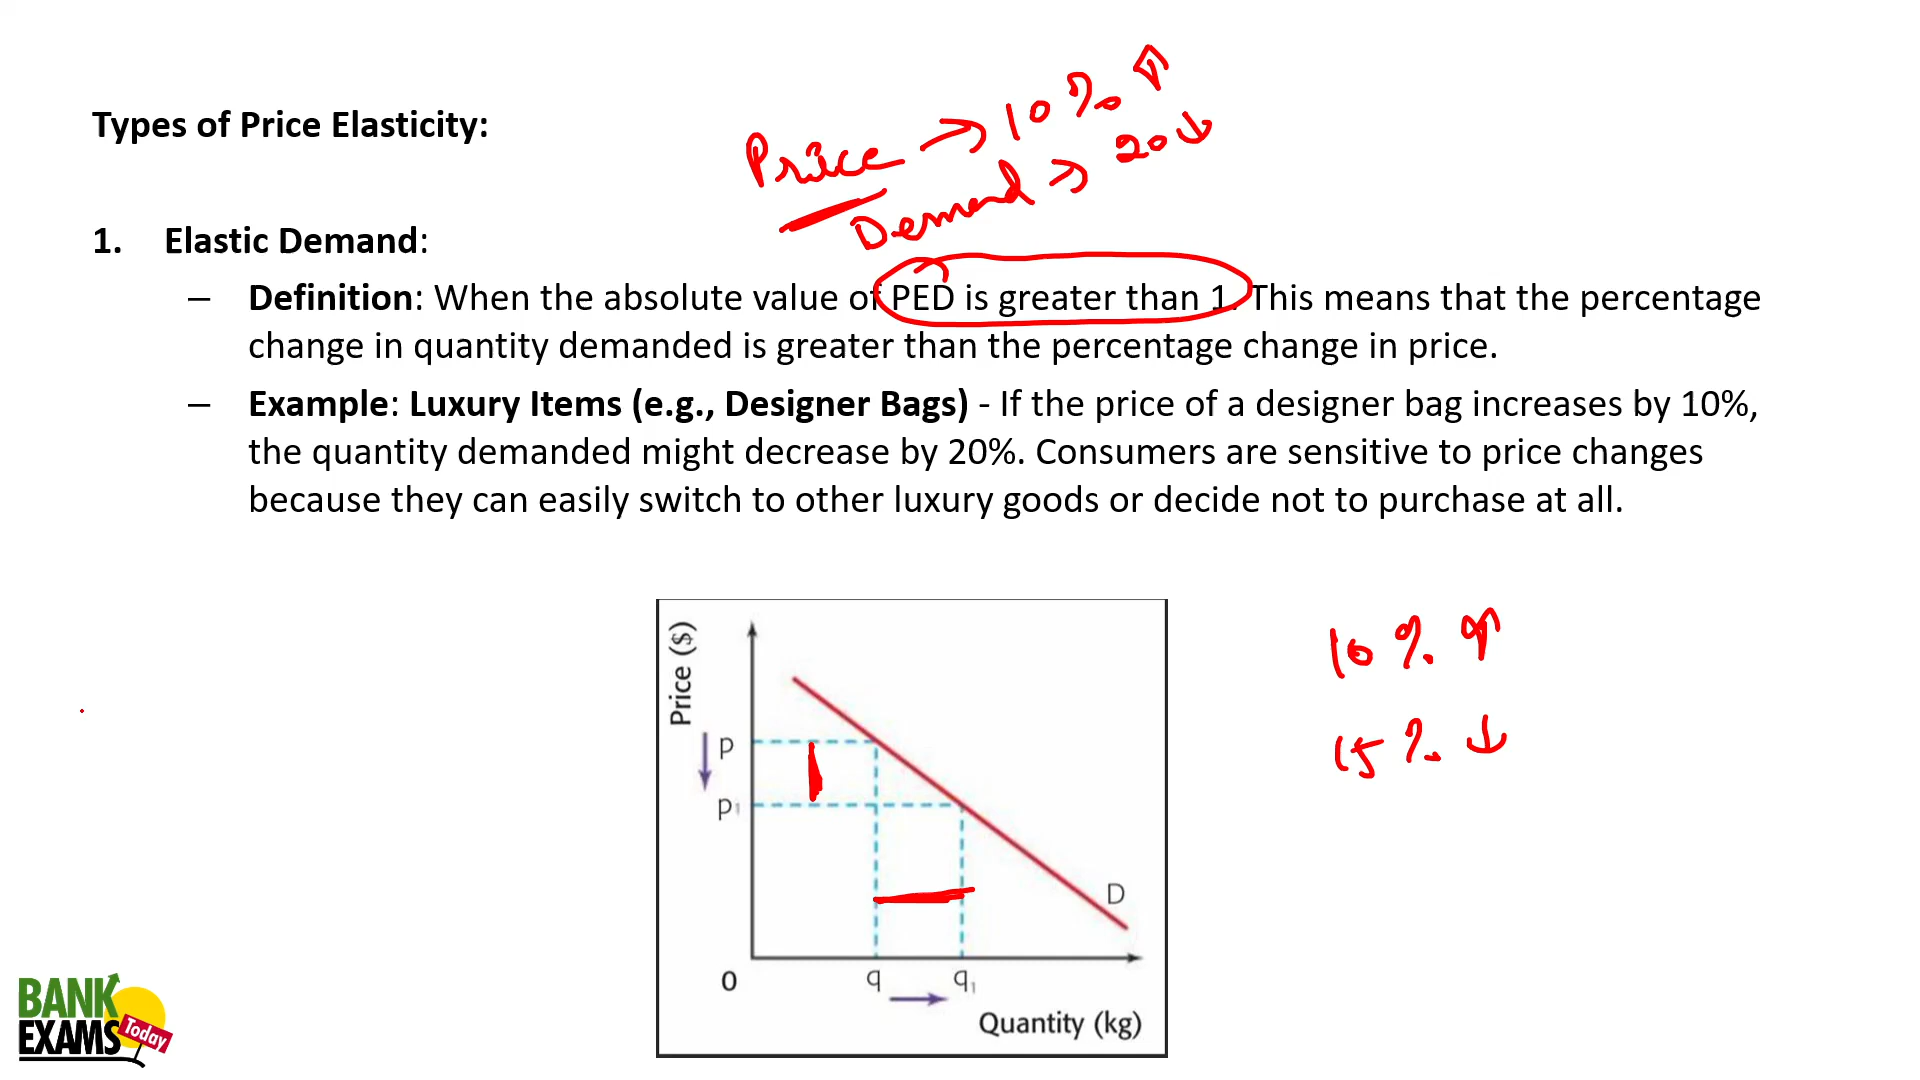 Price → 10% ↑
Demand → 20 ↓
Types of Price Elasticity:
1. Elastic Demand:
– Definition: When the absolute value of PED is greater than 1. This means that the percentage
change in quantity demanded is greater than the percentage change in price.
– Example: Luxury Items (e.g., Designer Bags) - If the price of a designer bag increases by 10%,
the quantity demanded might decrease by 20%. Consumers are sensitive to price changes
because they can easily switch to other luxury goods or decide not to purchase at all.
Price ($)
p
p₁
D
0
q
q₁
Quantity (kg)
10% ↑
15% ↓
BANK
EXAMS
Today